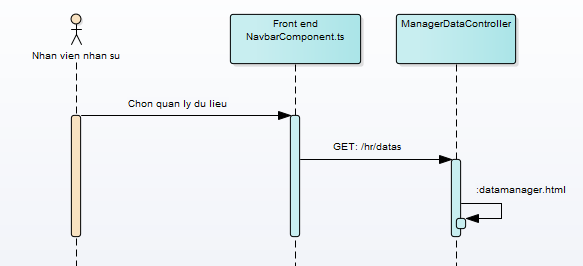 Front end
NavbarComponent.ts
ManagerDataController
Nhan vien nhan su
Chon quan ly du lieu
GET: /hr/datas
:datamanager.html